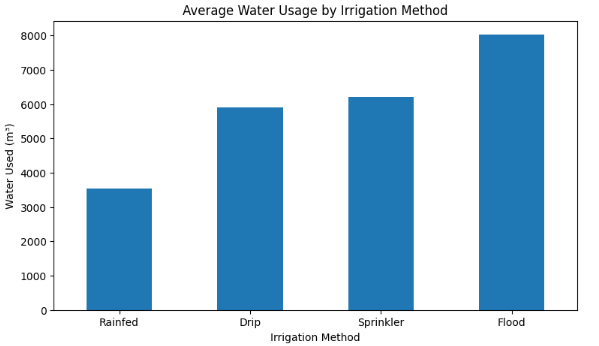 Average Water Usage by Irrigation Method
Water Used (m³)
8000
7000
6000
5000
4000
3000
2000
1000
0
Rainfed Drip Sprinkler Flood
Irrigation Method